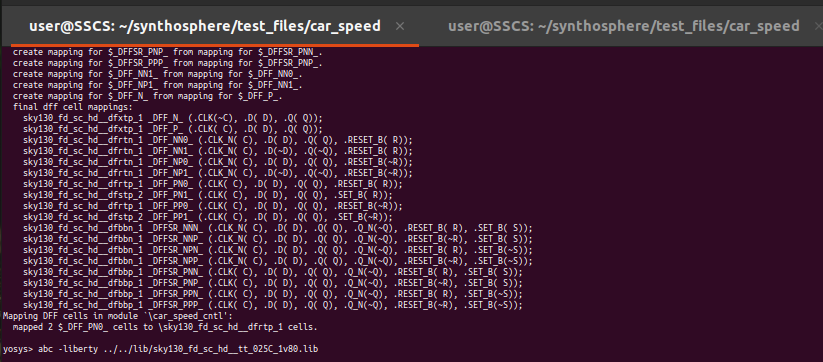 user@SSCS: ~/synthosphere/test_files/car_speed × user@SSCS: ~/synthosphere/test_files/car_speed ×
create mapping for $_DFFSR_PNP_ from mapping for $_DFFSR_PNN_.
create mapping for $_DFFSR_PPP_ from mapping for $_DFFSR_PNP_.
create mapping for $_DFF_NN1_ from mapping for $_DFF_NN0_.
create mapping for $_DFF_NP1_ from mapping for $_DFF_NN1_.
create mapping for $_DFF_N_ from mapping for $_DFF_P_.
final dff cell mappings:
sky130_fd_sc_hd__dfxtp_1 _DFF_N_ (.CLK(~C), .D( D), .Q( Q));
sky130_fd_sc_hd__dfxtp_1 _DFF_P_ (.CLK( C), .D( D), .Q( Q));
sky130_fd_sc_hd__dfrtn_1 _DFF_NN0_ (.CLK_N( C), .D( D), .Q( Q), .RESET_B( R));
sky130_fd_sc_hd__dfrtn_1 _DFF_NN1_ (.CLK_N( C), .D(~D), .Q(~Q), .RESET_B( R));
sky130_fd_sc_hd__dfrtn_1 _DFF_NP0_ (.CLK_N( C), .D( D), .Q( Q), .RESET_B(~R));
sky130_fd_sc_hd__dfrtn_1 _DFF_NP1_ (.CLK_N( C), .D(~D), .Q(~Q), .RESET_B(~R));
sky130_fd_sc_hd__dfrtp_1 _DFF_PN0_ (.CLK( C), .D( D), .Q( Q), .RESET_B( R));
sky130_fd_sc_hd__dfstp_2 _DFF_PN1_ (.CLK( C), .D( D), .Q( Q), .SET_B( R));
sky130_fd_sc_hd__dfrtp_1 _DFF_PP0_ (.CLK( C), .D( D), .Q( Q), .RESET_B(~R));
sky130_fd_sc_hd__dfstp_2 _DFF_PP1_ (.CLK( C), .D( D), .Q( Q), .SET_B(~R));
sky130_fd_sc_hd__dfbbn_1 _DFFSR_NNN_ (.CLK_N( C), .D( D), .Q( Q), .Q_N(~Q), .RESET_B( R), .SET_B( S));
sky130_fd_sc_hd__dfbbn_1 _DFFSR_NNP_ (.CLK_N( C), .D( D), .Q( Q), .Q_N(~Q), .RESET_B(~R), .SET_B( S));
sky130_fd_sc_hd__dfbbn_1 _DFFSR_NPN_ (.CLK_N( C), .D( D), .Q( Q), .Q_N(~Q), .RESET_B( R), .SET_B(~S));
sky130_fd_sc_hd__dfbbn_1 _DFFSR_NPP_ (.CLK_N( C), .D( D), .Q( Q), .Q_N(~Q), .RESET_B(~R), .SET_B(~S));
sky130_fd_sc_hd__dfbbp_1 _DFFSR_PNN_ (.CLK( C), .D( D), .Q( Q), .Q_N(~Q), .RESET_B( R), .SET_B( S));
sky130_fd_sc_hd__dfbbp_1 _DFFSR_PNP_ (.CLK( C), .D( D), .Q( Q), .Q_N(~Q), .RESET_B(~R), .SET_B( S));
sky130_fd_sc_hd__dfbbp_1 _DFFSR_PPN_ (.CLK( C), .D( D), .Q( Q), .Q_N(~Q), .RESET_B( R), .SET_B(~S));
sky130_fd_sc_hd__dfbbp_1 _DFFSR_PPP_ (.CLK( C), .D( D), .Q( Q), .Q_N(~Q), .RESET_B(~R), .SET_B(~S));
Mapping DFF cells in module `\car_speed_cntl':
mapped 2 $_DFF_PN0_ cells to \sky130_fd_sc_hd__dfrtp_1 cells.
yosys> abc -liberty ../../lib/sky130_fd_sc_hd__tt_025C_1v80.lib